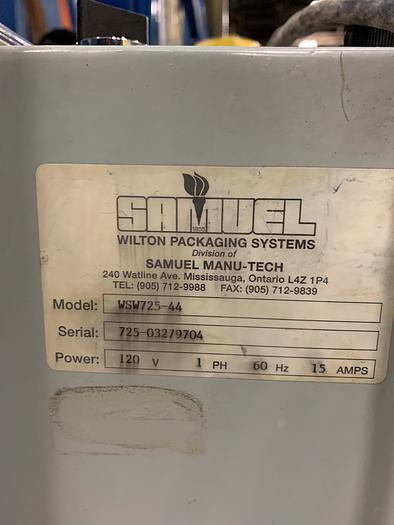 1855
SAMUEL
WILTON PACKAGING SYSTEMS
Division of
SAMUEL MANU-TECH
240 Watline Ave. Mississauga, Ontario L4Z 1P4
TEL: (905) 712-9988 FAX: (905) 712-9839
Model: WSW725-44
Serial: 725-03279704
Power: 120 V 1 PH 60 Hz 15 AMPS